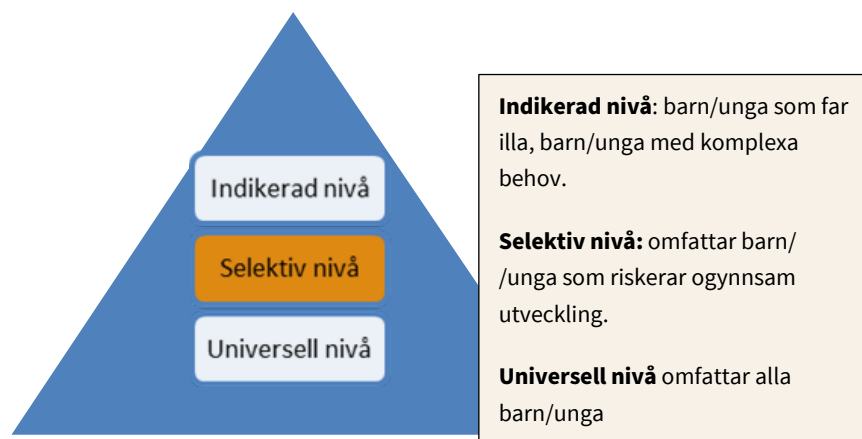 Indikerad nivå
Selektiv nivå
Universell nivå
Indikerad nivå: barn/unga som far
illa, barn/unga med komplexa
behov.
Selektiv nivå: omfattar barn/
/unga som riskerar ogynnsam
utveckling.
Universell nivå omfattar alla
barn/unga